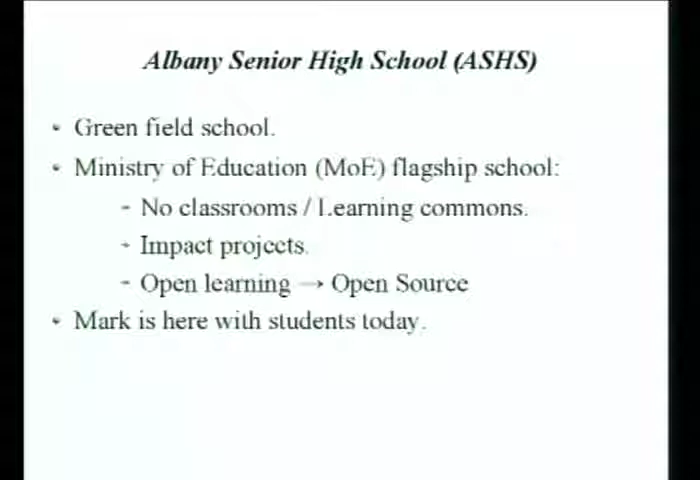 Albany Senior High School (ASHS)
• Green field school.
• Ministry of Education (MoE) flagship school:
- No classrooms / Learning commons.
- Impact projects.
- Open learning → Open Source
• Mark is here with students today.